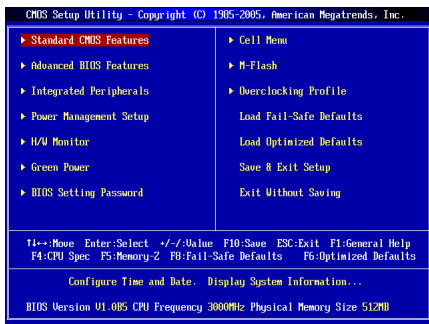 CMOS Setup Utility - Copyright (C) 1985-2005, American Megatrends, Inc.
Standard CMOS Features
Advanced BIOS Features
Integrated Peripherals
Power Management Setup
H/W Monitor
Green Power
BIOS Setting Password
Cell Menu
M-Flash
Overclocking Profile
Load Fail-Safe Defaults
Load Optimized Defaults
Save & Exit Setup
Exit Without Saving
↑↓←→:Move Enter:Select +/-/:Value F10:Save ESC:Exit F1:General Help
F4:CPU Spec F5:Memory-Z F8:Fail-Safe Defaults F6:Optimized Defaults
Configure Time and Date. Display System Information...
BIOS Version V1.0B5 CPU Frequency 3000MHz Physical Memory Size 512MB